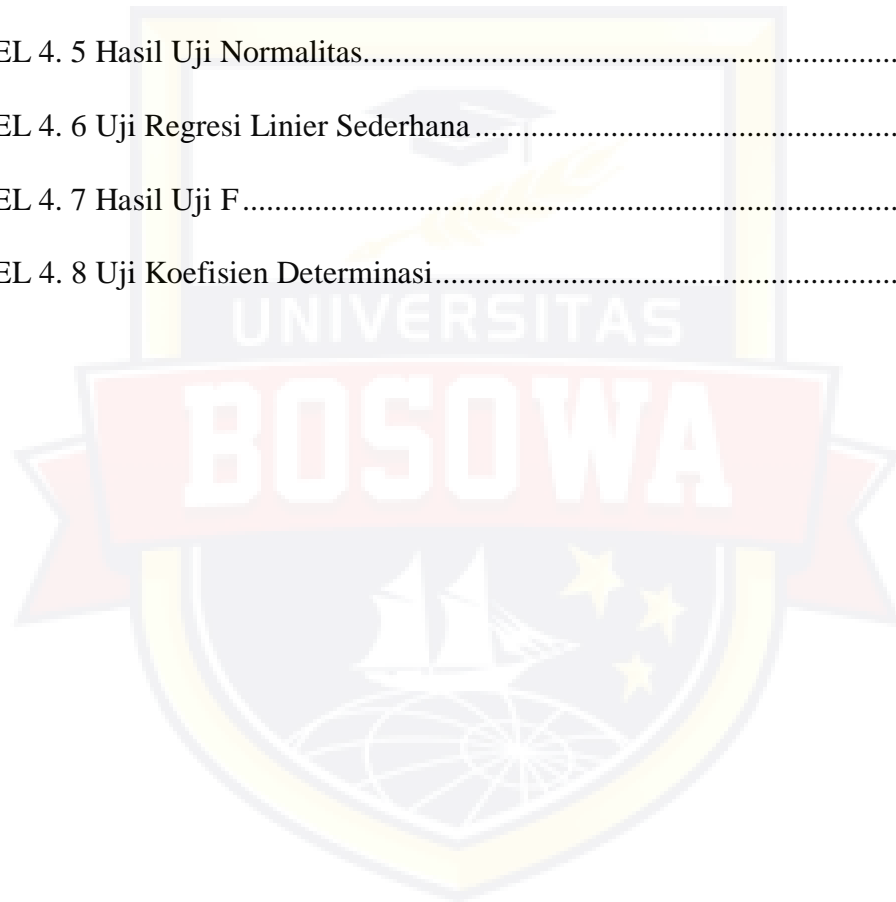 EL 4. 5 Hasil Uji Normalitas......................................................................
EL 4. 6 Uji Regresi Linier Sederhana......................................................
EL 4. 7 Hasil Uji F.....................................................................................
EL 4. 8 Uji Koefisien Determinasi............................................................
UNIVERSITAS
BOSOWA